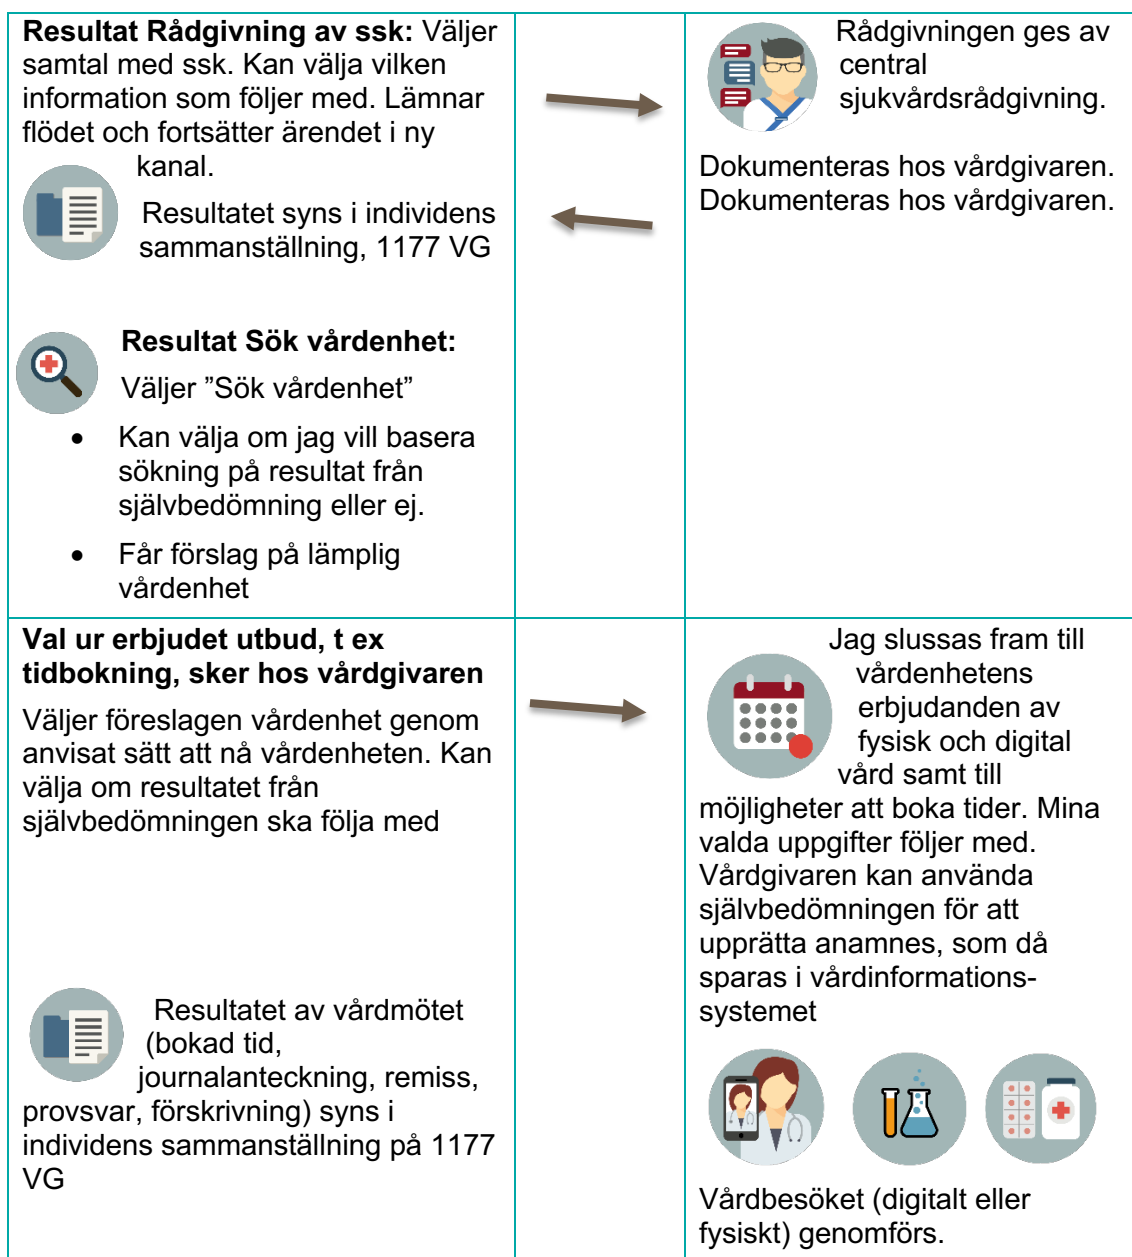 Resultat Rådgivning av ssk: Väljer
samtal med ssk. Kan välja vilken
information som följer med. Lämnar
flödet och fortsätter ärendet i ny
kanal.
Resultatet syns i individens
sammanställning, 1177 VG
Resultat Sök vårdenhet:
Väljer ”Sök vårdenhet”
• Kan välja om jag vill basera
sökning på resultat från
självbedömning eller ej.
• Får förslag på lämplig
vårdenhet
Rådgivningen ges av
central
sjukvårdsrådgivning.
Dokumenteras hos vårdgivaren.
Dokumenteras hos vårdgivaren.
Val ur erbjudet utbud, t ex
tidbokning, sker hos vårdgivaren
Väljer föreslagen vårdenhet genom
anvisat sätt att nå vårdenheten. Kan
välja om resultatet från
självbedömningen ska följa med
Resultatet av vårdmötet
(bokad tid,
journalanteckning, remiss,
provsvar, förskrivning) syns i
individens sammanställning på 1177
VG
Jag slussas fram till
vårdenhetens
erbjudanden av
fysisk och digital
vård samt till
möjligheter att boka tider. Mina
valda uppgifter följer med.
Vårdgivaren kan använda
självbedömningen för att
upprätta anamnes, som då
sparas i vårdinformations-
systemet
Vårdbesöket (digitalt eller
fysiskt) genomförs.